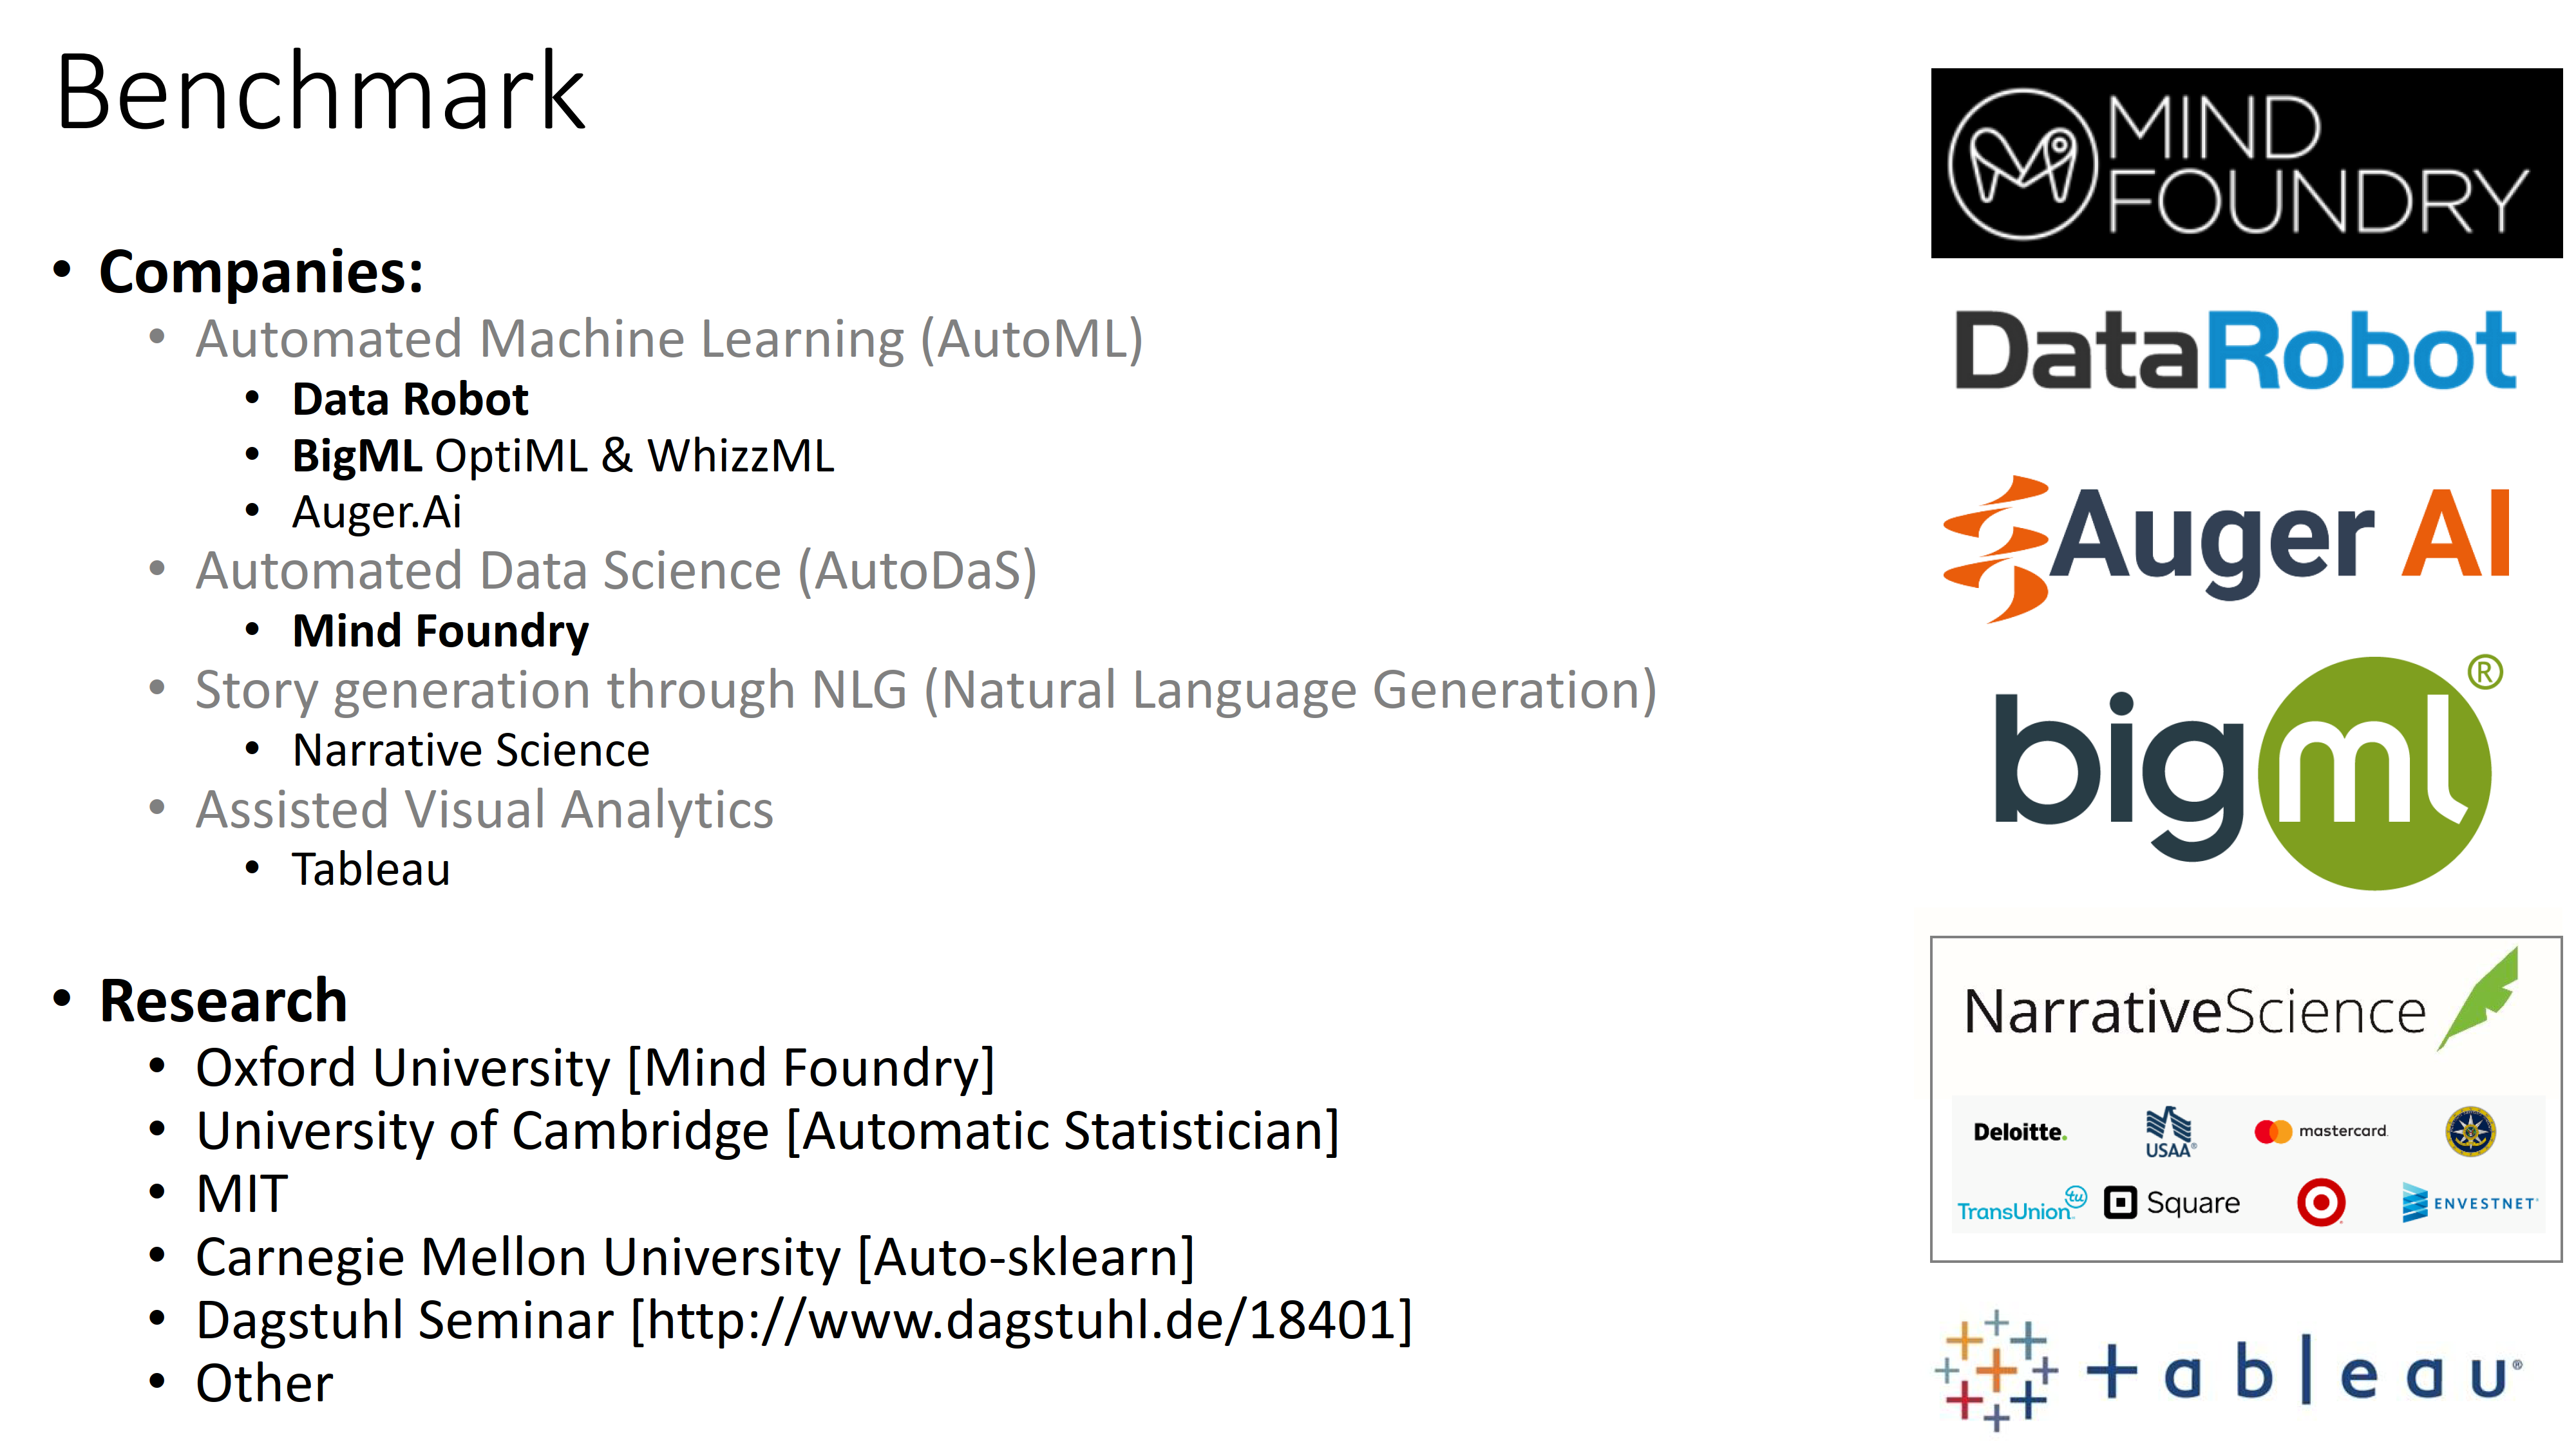 Benchmark
• Companies:
• Automated Machine Learning (AutoML)
• Data Robot
• BigML OptiML & WhizzML
• Auger.Ai
• Automated Data Science (AutoDaS)
• Mind Foundry
• Story generation through NLG (Natural Language Generation)
• Narrative Science
• Assisted Visual Analytics
• Tableau
• Research
• Oxford University [Mind Foundry]
• University of Cambridge [Automatic Statistician]
• MIT
• Carnegie Mellon University [Auto-sklearn]
• Dagstuhl Seminar [http://www.dagstuhl.de/18401]
• Other
MIND
FOUNDRY
DataRobot
Auger AI
bigml®
NarrativeScience
Deloitte.
USAA®
mastercard.
TransUnion
tu
Square
ENVESTNET
+ableau®